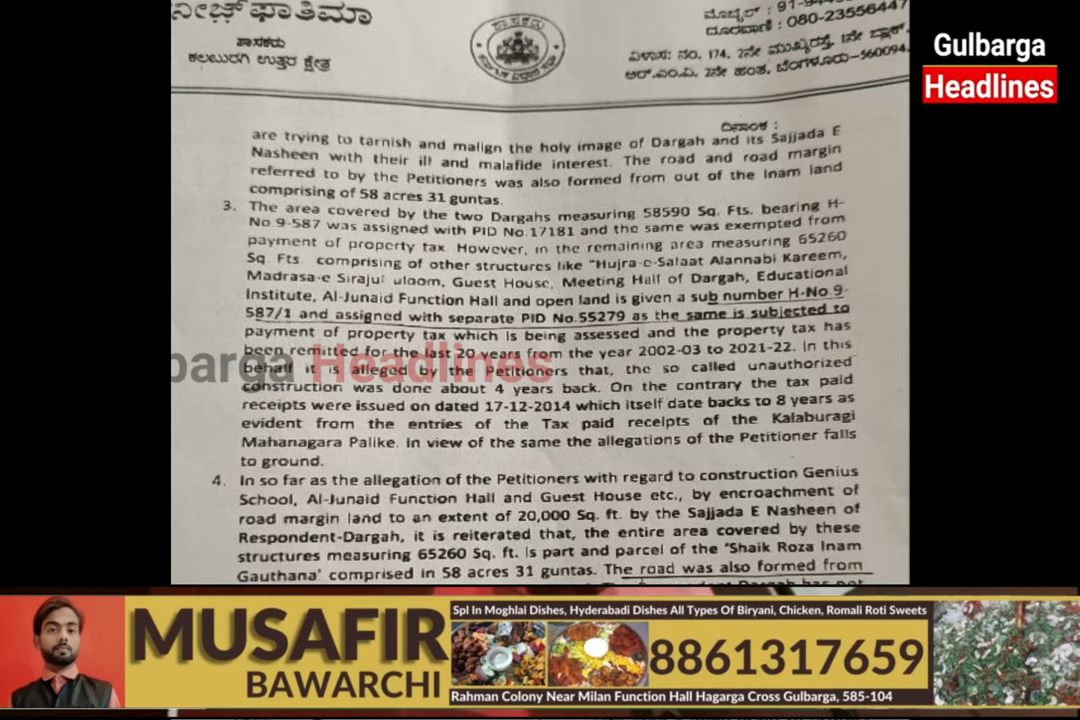 ನೀಜ್ ಫಾತಿಮಾ
ಶಾಸಕರು
ಕಲಬುರಗಿ ಉತ್ತರ ಕ್ಷೇತ್ರ
ಮೊಬೈಲ್ : 91-944
ದೂರವಾಣಿ : 080-23556447
ವಿಳಾಸ: ನಂ. 174, 2ನೇ ಮುಖ್ಯರಸ್ತೆ, 1ನೇ ಬ್ಲಾಕ್,
ಆರ್.ಎಂ.ವಿ. 2ನೇ ಹಂತ, ಬೆಂಗಳೂರು-560094.
Gulbarga
Headlines
ದಿನಾಂಕ :
are trying to tarnish and malign the holy image of Dargah and its Sajjada E
Nasheen with their ill and malafide interest. The road and road margin
referred to by the Petitioners was also formed from out of the Inam land
comprising of 58 acres 31 guntas.
3. The area covered by the two Dargahs measuring 58590 Sq. Fts. bearing H-
No 9-587 was assigned with PID No.17181 and the same was exempted from
payment of property tax. However, in the remaining area measuring 65260
Sq. Fts comprising of other structures like "Hujra-e-Salaat Alannabi Kareem,
Madrasa-e Sirajul uloom, Guest House, Meeting Hall of Dargah, Educational
Institute, Al-Junaid Function Hall and open land is given a sub number H-No 9-
587/1 and assigned with separate PID No.55279 as the same is subjected to
payment of property tax which is being assessed and the property tax has
been remitted for the last 20 years from the year 2002-03 to 2021-22. In this
behalf it is alleged by the Petitioners that, the so called unauthorized
construction was done about 4 years back. On the contrary the tax paid
receipts were issued on dated 17-12-2014 which itself date backs to 8 years as
evident from the entries of the Tax paid receipts of the Kalaburagi
Mahanagara Palike. In view of the same the allegations of the Petitioner falls
to ground.
barga Headlines
4. In so far as the allegation of the Petitioners with regard to construction Genius
School, Al-Junaid Function Hall and Guest House etc., by encroachment of
road margin land to an extent of 20,000 Sq. ft. by the Sajjada E Nasheen of
Respondent-Dargah, it is reiterated that, the entire area covered by these
structures measuring 65260 Sq. ft. is part and parcel of the 'Shaik Roza Inam
Gauthana' comprised in 58 acres 31 guntas. The road was also formed from
MUSAFIR
BAWARCHI
Spl In Moghlai Dishes, Hyderabadi Dishes All Types Of Biryani, Chicken, Romali Roti Sweets
8861317659
Rahman Colony Near Milan Function Hall Hagarga Cross Gulbarga, 585-104